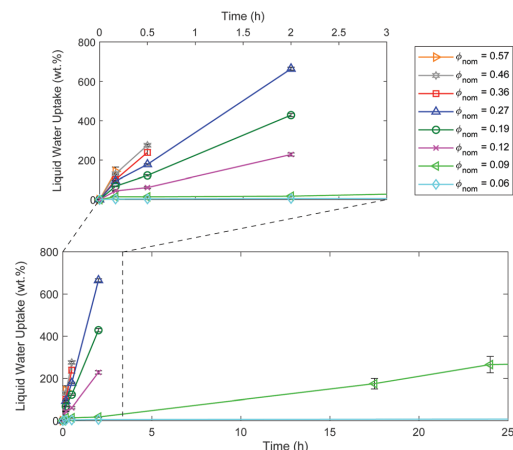 Time (h)
0 0.5 1 1.5 2 2.5 3
800
600
400
200
0
Liquid Water Uptake (wt.%)
ϕnom = 0.57
ϕnom = 0.46
ϕnom = 0.36
ϕnom = 0.27
ϕnom = 0.19
ϕnom = 0.12
ϕnom = 0.09
ϕnom = 0.06
800
600
400
200
0
Liquid Water Uptake (wt.%)
0 5 10 15 20 25
Time (h)